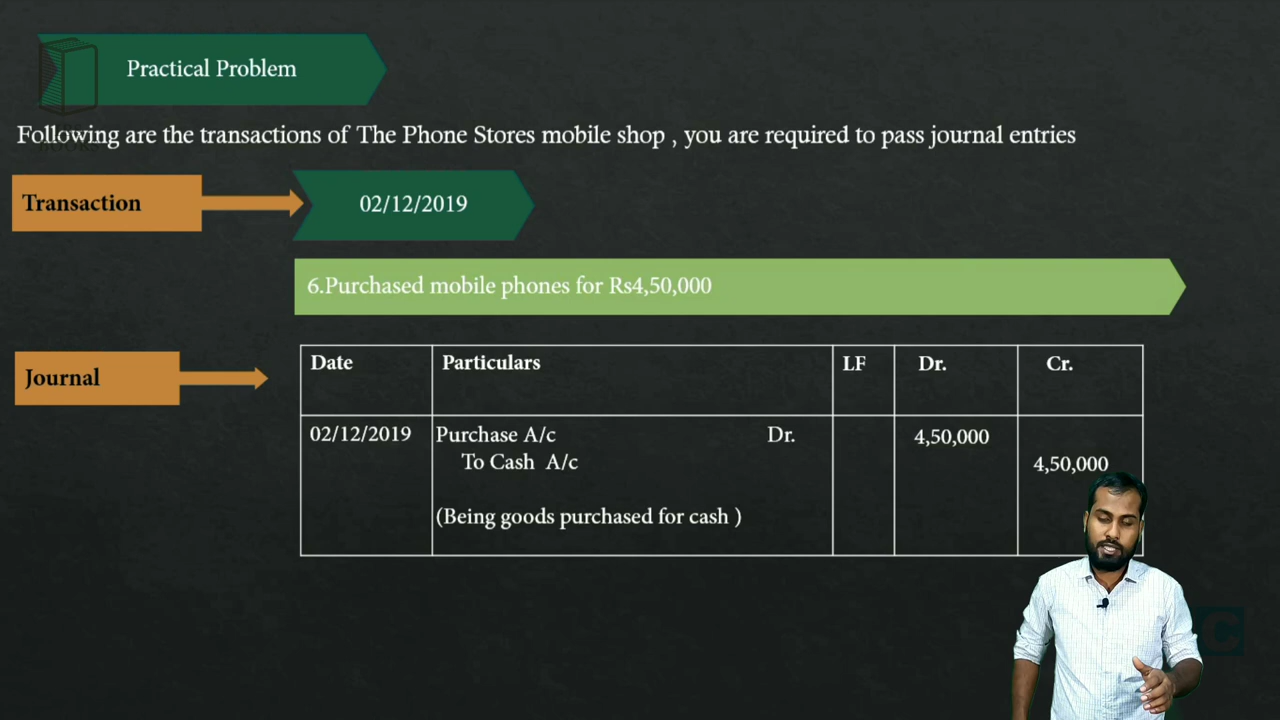 Practical Problem
Following are the transactions of The Phone Stores mobile shop , you are required to pass journal entries
Transaction
02/12/2019
6.Purchased mobile phones for Rs4,50,000
Journal
Date Particulars LF Dr. Cr.
02/12/2019 Purchase A/c Dr. 4,50,000
To Cash A/c 4,50,000
(Being goods purchased for cash )
C